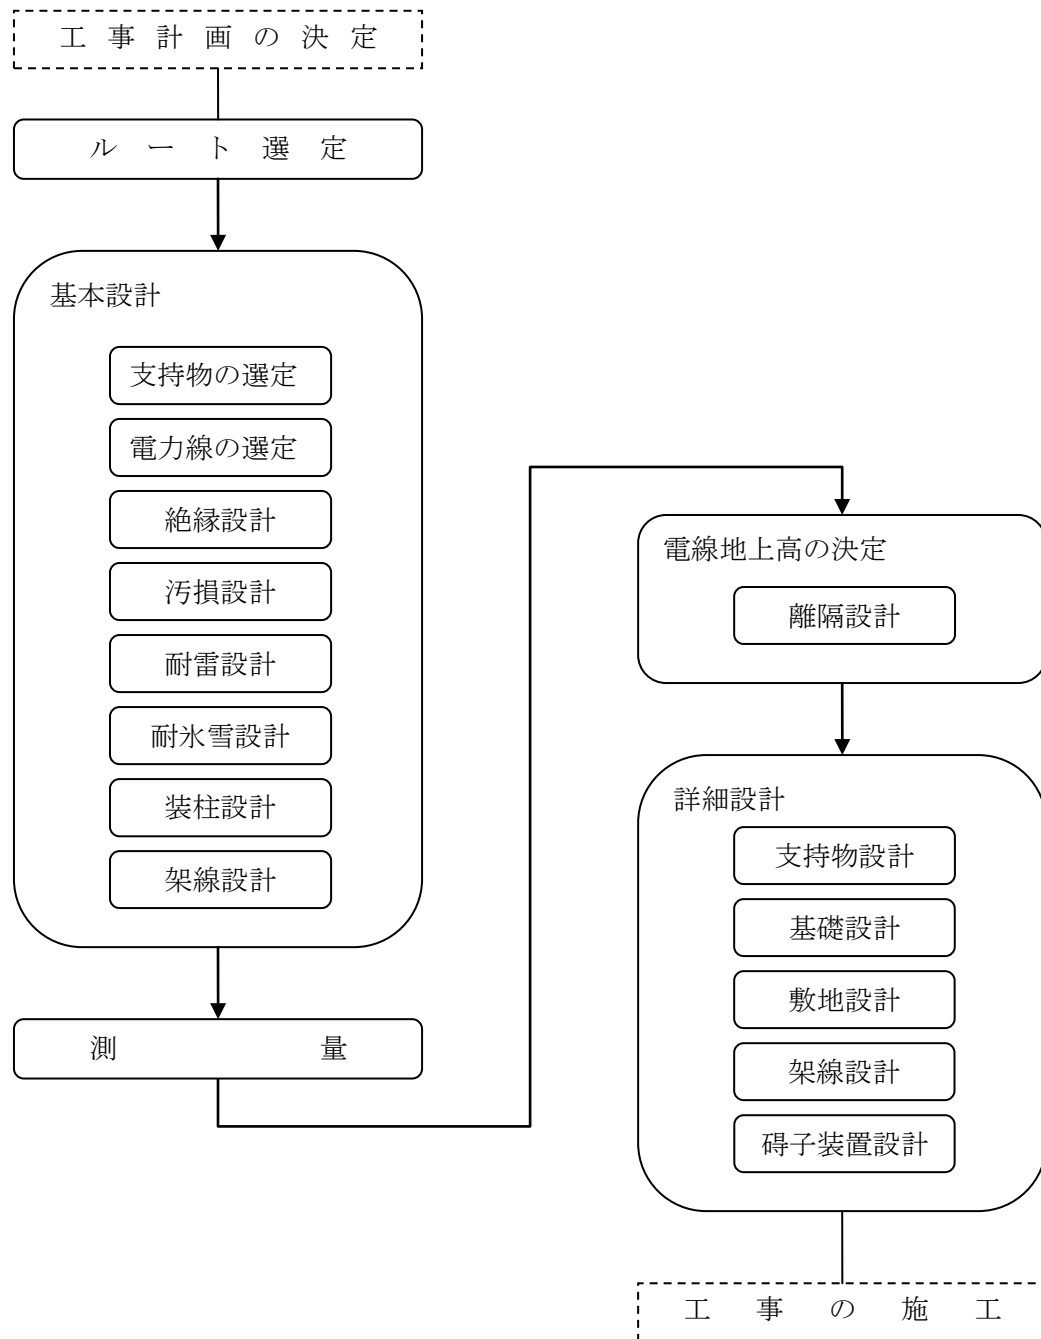 工事計画の決定
ルート選定
基本設計
支持物の選定
電力線の選定
絶縁設計
汚損設計
耐雷設計
耐氷雪設計
装柱設計
架線設計
測量
電線地上高の決定
離隔設計
詳細設計
支持物設計
基礎設計
敷地設計
架線設計
碍子装置設計
工事の施工